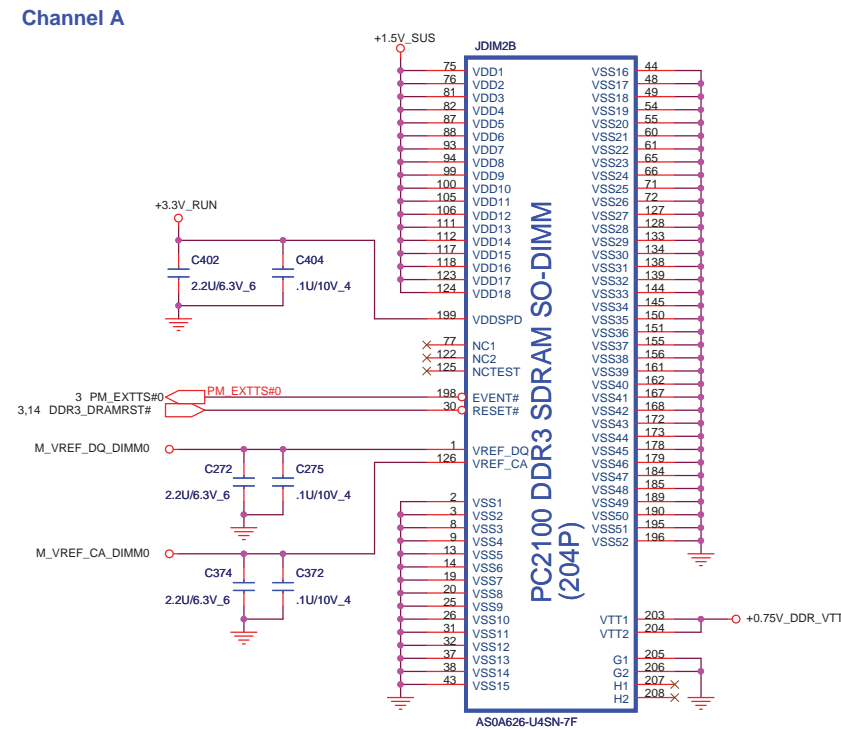 Channel A
+1.5V_SUS
JDIM2B
75 VDD1 VSS16 44
76 VDD2 VSS17 48
81 VDD3 VSS18 49
82 VDD4 VSS19 54
87 VDD5 VSS20 55
88 VDD6 VSS21 60
93 VDD7 VSS22 61
94 VDD8 VSS23 65
99 VDD9 VSS24 66
100 VDD10 VSS25 71
105 VDD11 VSS26 72
106 VDD12 VSS27 127
111 VDD13 VSS28 128
112 VDD14 VSS29 133
117 VDD15 VSS30 134
118 VDD16 VSS31 138
123 VDD17 VSS32 139
124 VDD18 VSS33 144
VSS34 145
199 VDDSPD VSS35 150
VSS36 151
77 NC1 VSS37 155
122 NC2 VSS38 156
125 NCTEST VSS39 161
VSS40 162
198 EVENT# VSS41 167
30 RESET# VSS42 168
VSS43 172
VSS44 173
1 VREF_DQ VSS45 178
126 VREF_CA VSS46 179
VSS47 184
VSS48 185
2 VSS1 VSS49 189
3 VSS2 VSS50 190
8 VSS3 VSS51 195
9 VSS4 VSS52 196
13 VSS5
14 VSS6
19 VSS7
20 VSS8
25 VSS9
26 VSS10 VTT1 203
31 VSS11 VTT2 204
32 VSS12
37 VSS13 G1 205
38 VSS14 G2 206
43 VSS15 H1 207
H2 208
PC2100 DDR3 SDRAM SO-DIMM
(204P)
+3.3V_RUN
C402 C404
2.2U/6.3V_6 .1U/10V_4
3 PM_EXTTS#0 PM_EXTTS#0
3,14 DDR3_DRAMRST#
M_VREF_DQ_DIMM0
C272 C275
2.2U/6.3V_6 .1U/10V_4
M_VREF_CA_DIMM0
C374 C372
2.2U/6.3V_6 .1U/10V_4
+0.75V_DDR_VTT
AS0A626-U4SN-7F